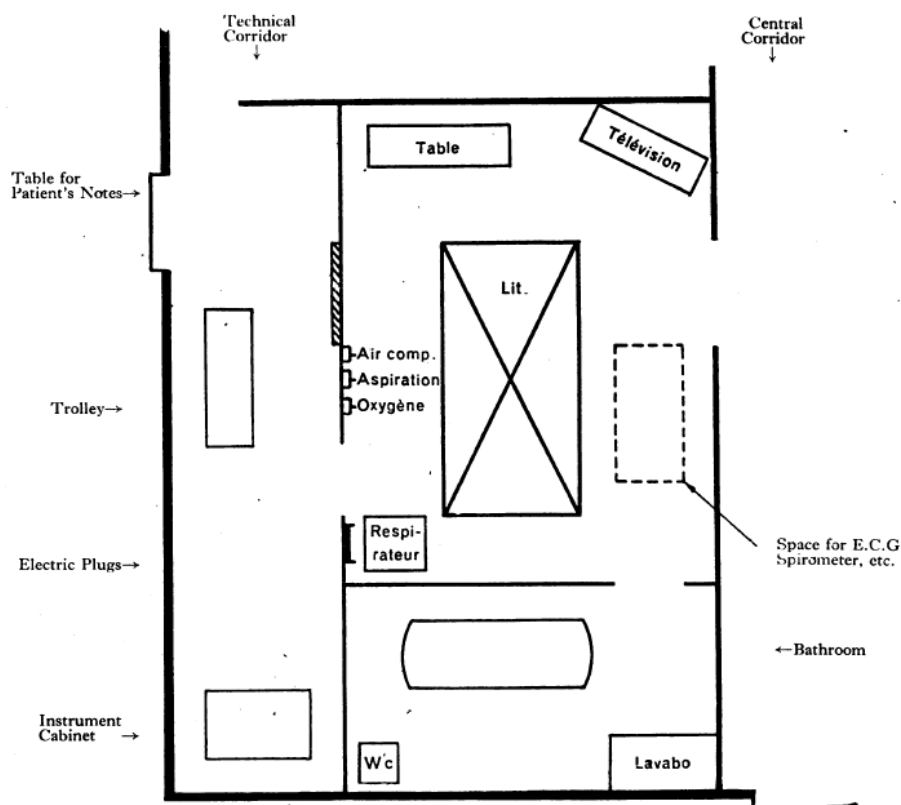 Technical
Corridor
↓
Central
Corridor
↓
Table
Télévision
Table for
Patient's Notes→
Lit.
Air comp.
Aspiration
Oxygène
Trolley→
Respi-
rateur
Electric Plugs→
Space for E.C.G
Spirometer, etc.
←Bathroom
Instrument
Cabinet →
Wc
Lavabo